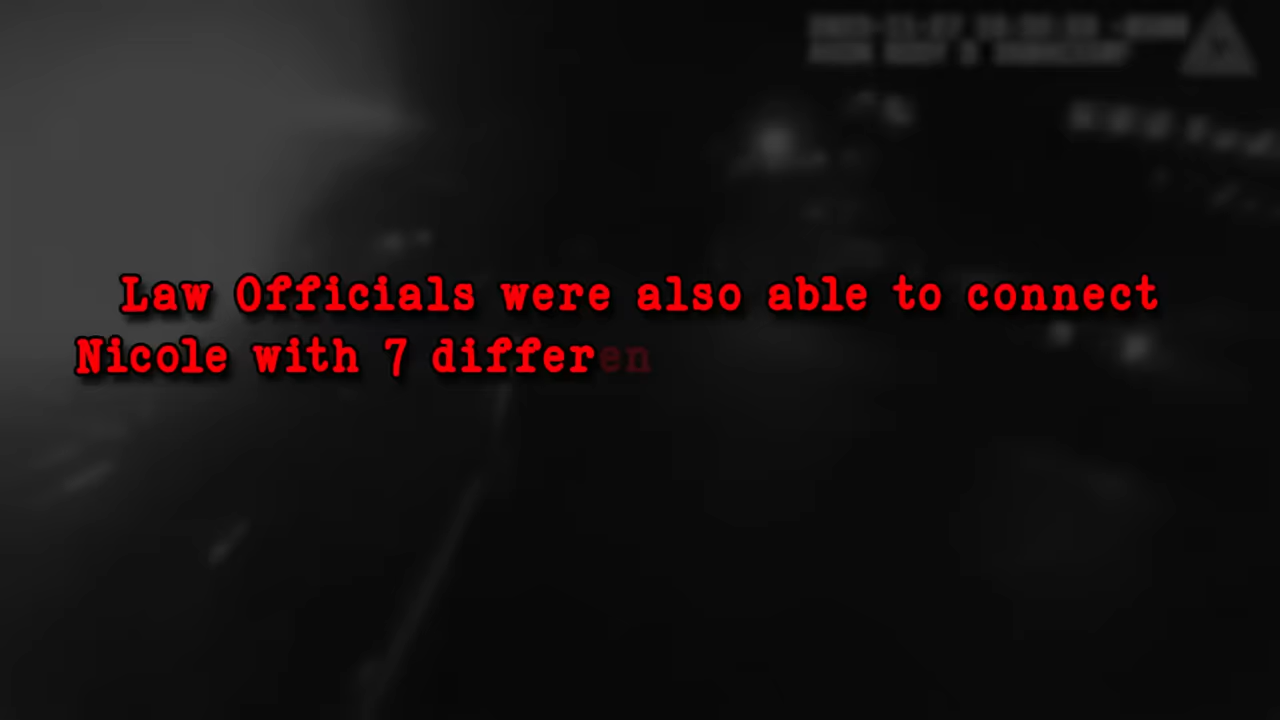 Law Officials were also able to connect
Nicole with 7 differen